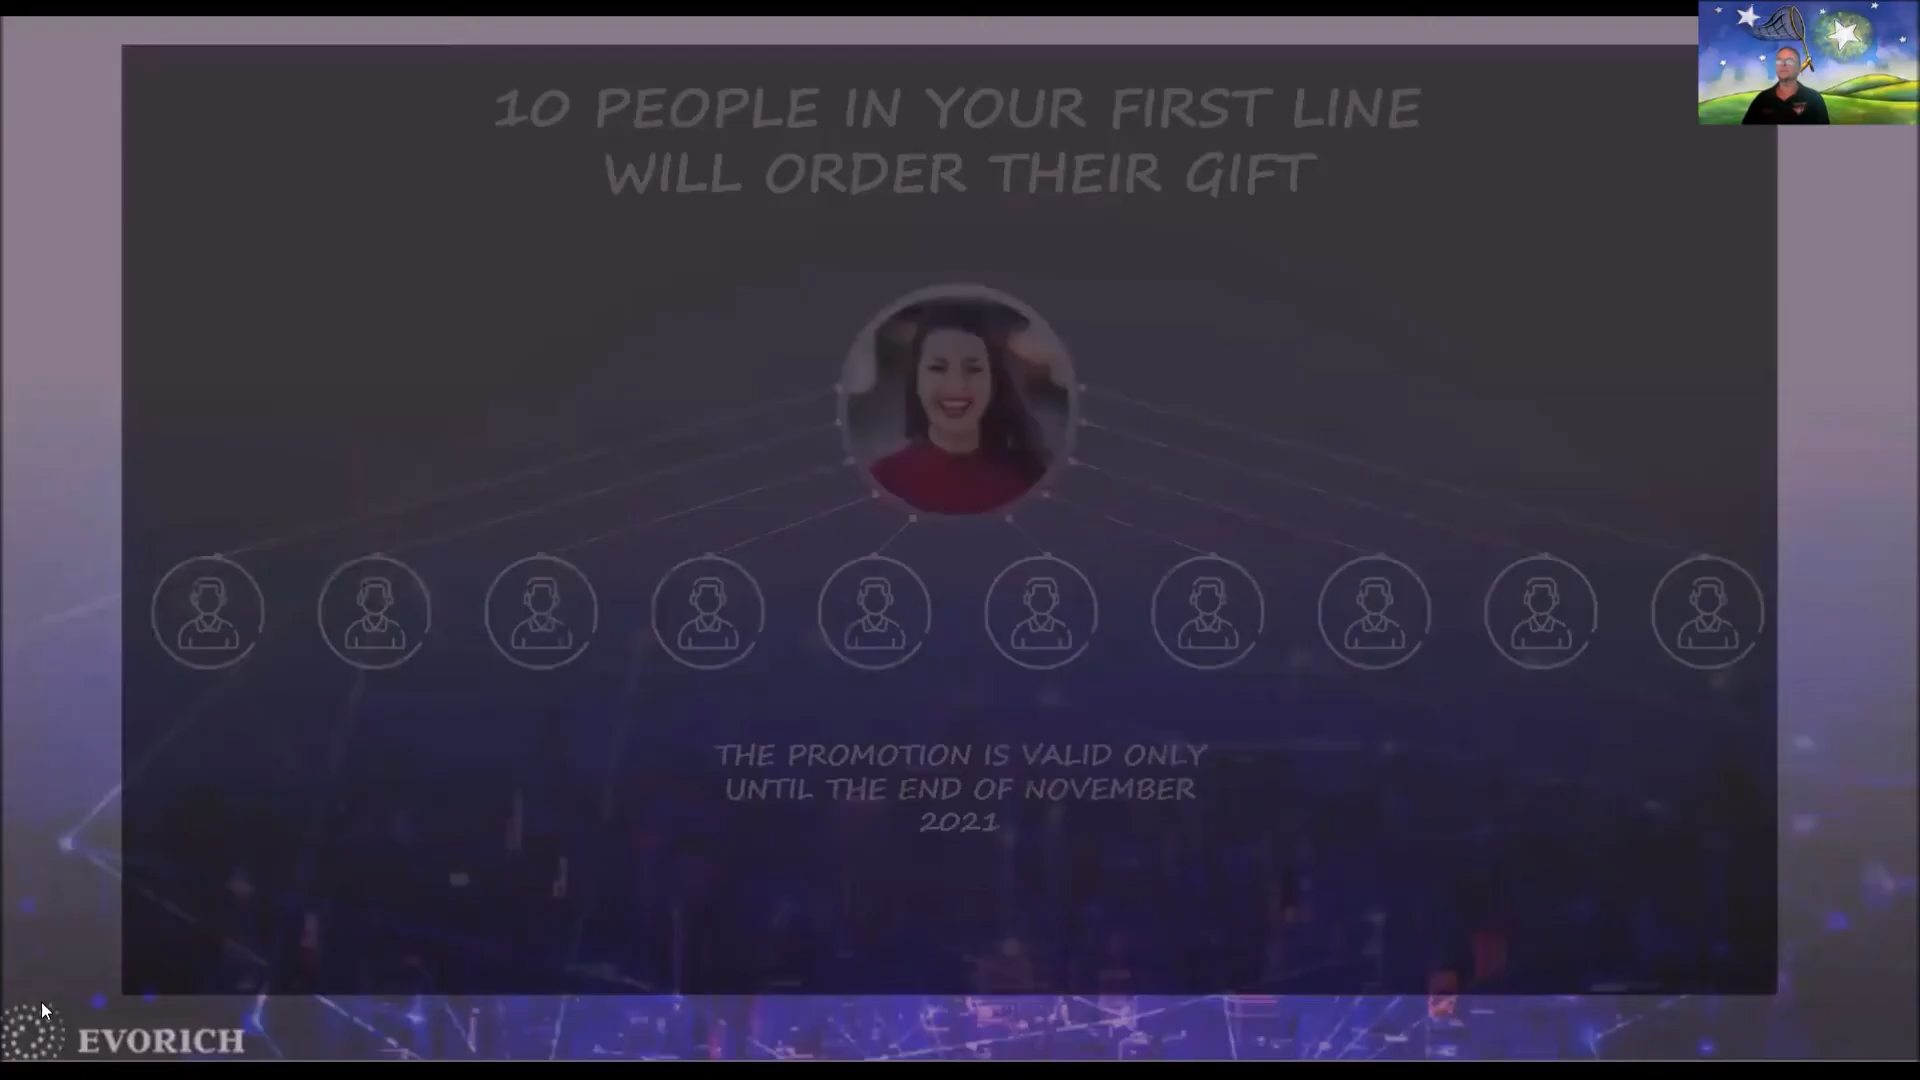 10 PEOPLE IN YOUR FIRST LINE
WILL ORDER THEIR GIFT
THE PROMOTION IS VALID ONLY
UNTIL THE END OF NOVEMBER
2021
EVORICH